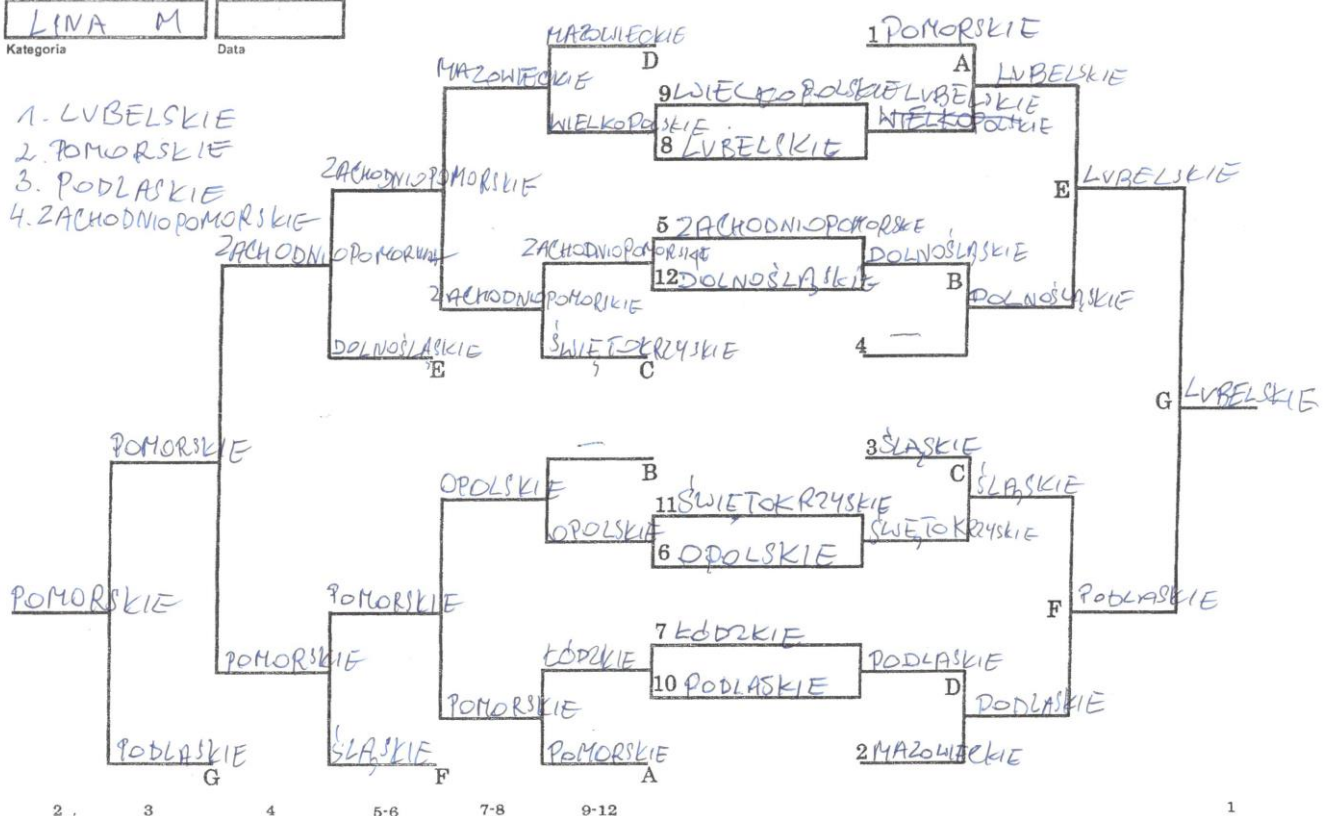 LINA M
Kategoria
Data
1. LUBELSKIE
2. POMORSKIE
3. PODLASKIE
4. ZACHODNIOPOMORSKIE
MAZOWIECKIE
D
1 POMORSKIE
A
MAZOWIECKIE
LUBELSKIE
9 WIELKOPOLSKIE
LUBELSKIE
WIELKOPOLSKIE
WIELKOPOLSKIE
8 LUBELSKIE
ZACHODNIOPOMORSKIE
E
LUBELSKIE
5 ZACHODNIOPOMORSKIE
ZACHODNIOPOMORSKIE
DOLNOŚLĄSKIE
12 DOLNOŚLĄSKIE
B
ZACHODNIOPOMORSKIE
DOLNOŚLĄSKIE
DOLNOŚLĄSKIE
E
ŚWIĘTOKRZYSKIE
C
4 —
G
LUBELSKIE
POMORSKIE
—
B
3 ŚLĄSKIE
C
OPOLSKIE
ŚLĄSKIE
11 ŚWIĘTOKRZYSKIE
OPOLSKIE
ŚWIĘTOKRZYSKIE
6 OPOLSKIE
POMORSKIE
POMORSKIE
F
PODLASKIE
7 ŁÓDZKIE
POMORSKIE
ŁÓDZKIE
PODLASKIE
10 PODLASKIE
D
POMORSKIE
PODLASKIE
PODLASKIE
G
ŚLĄSKIE
F
POMORSKIE
A
2 MAZOWIECKIE
2 3 4 5-6 7-8 9-12 1